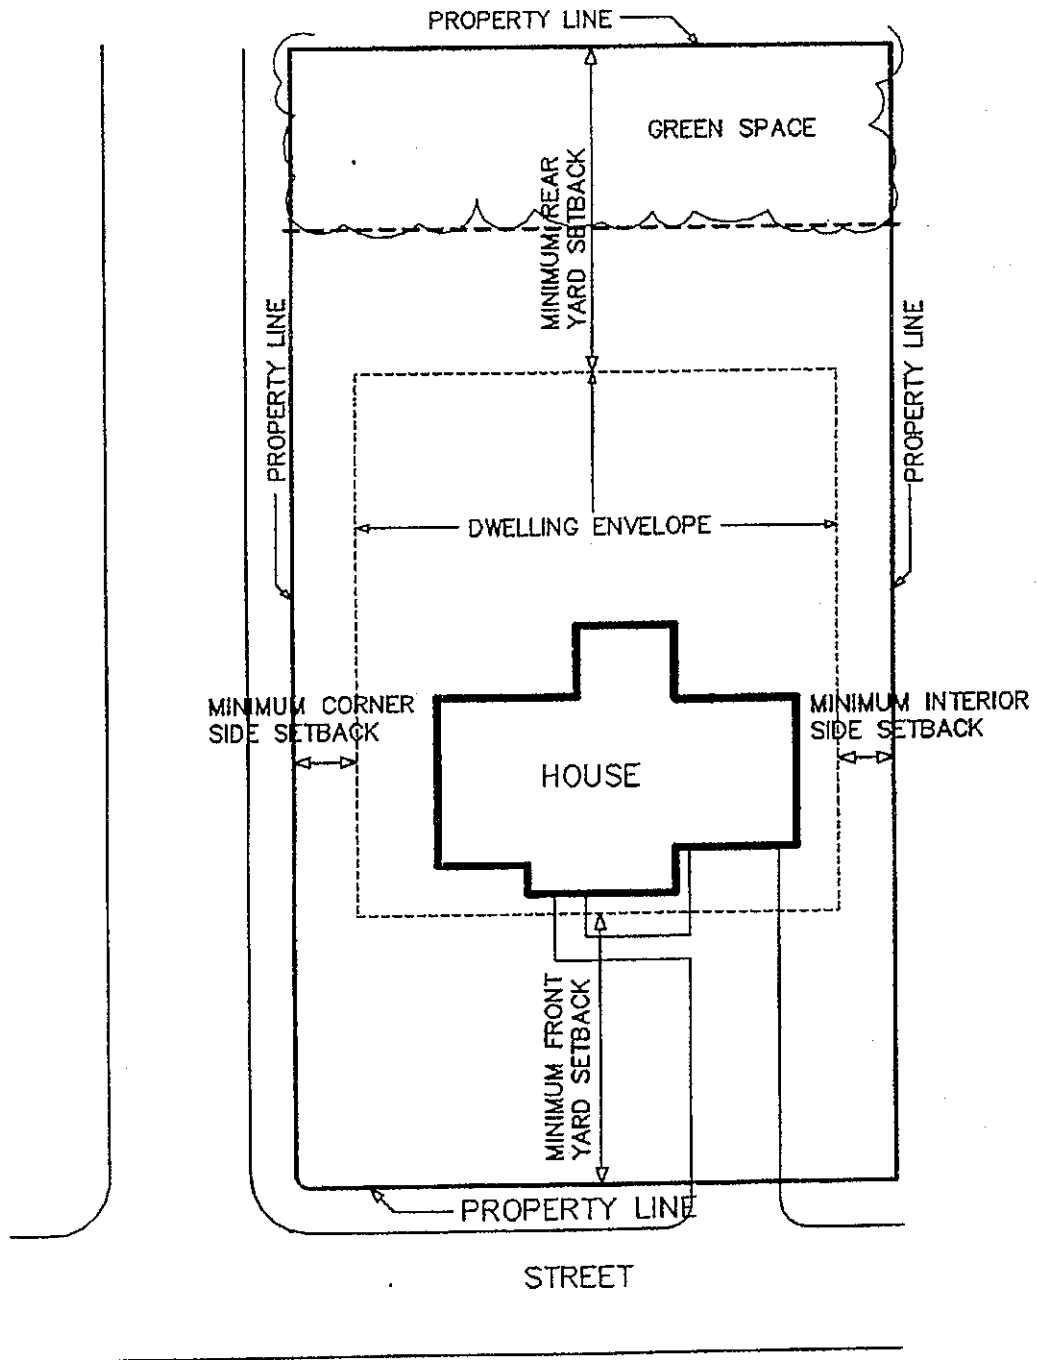 PROPERTY LINE
GREEN SPACE
MINIMUM REAR
YARD SETBACK
PROPERTY LINE
PROPERTY LINE
DWELLING ENVELOPE
MINIMUM CORNER
SIDE SETBACK
MINIMUM INTERIOR
SIDE SETBACK
HOUSE
MINIMUM FRONT
YARD SETBACK
PROPERTY LINE
STREET